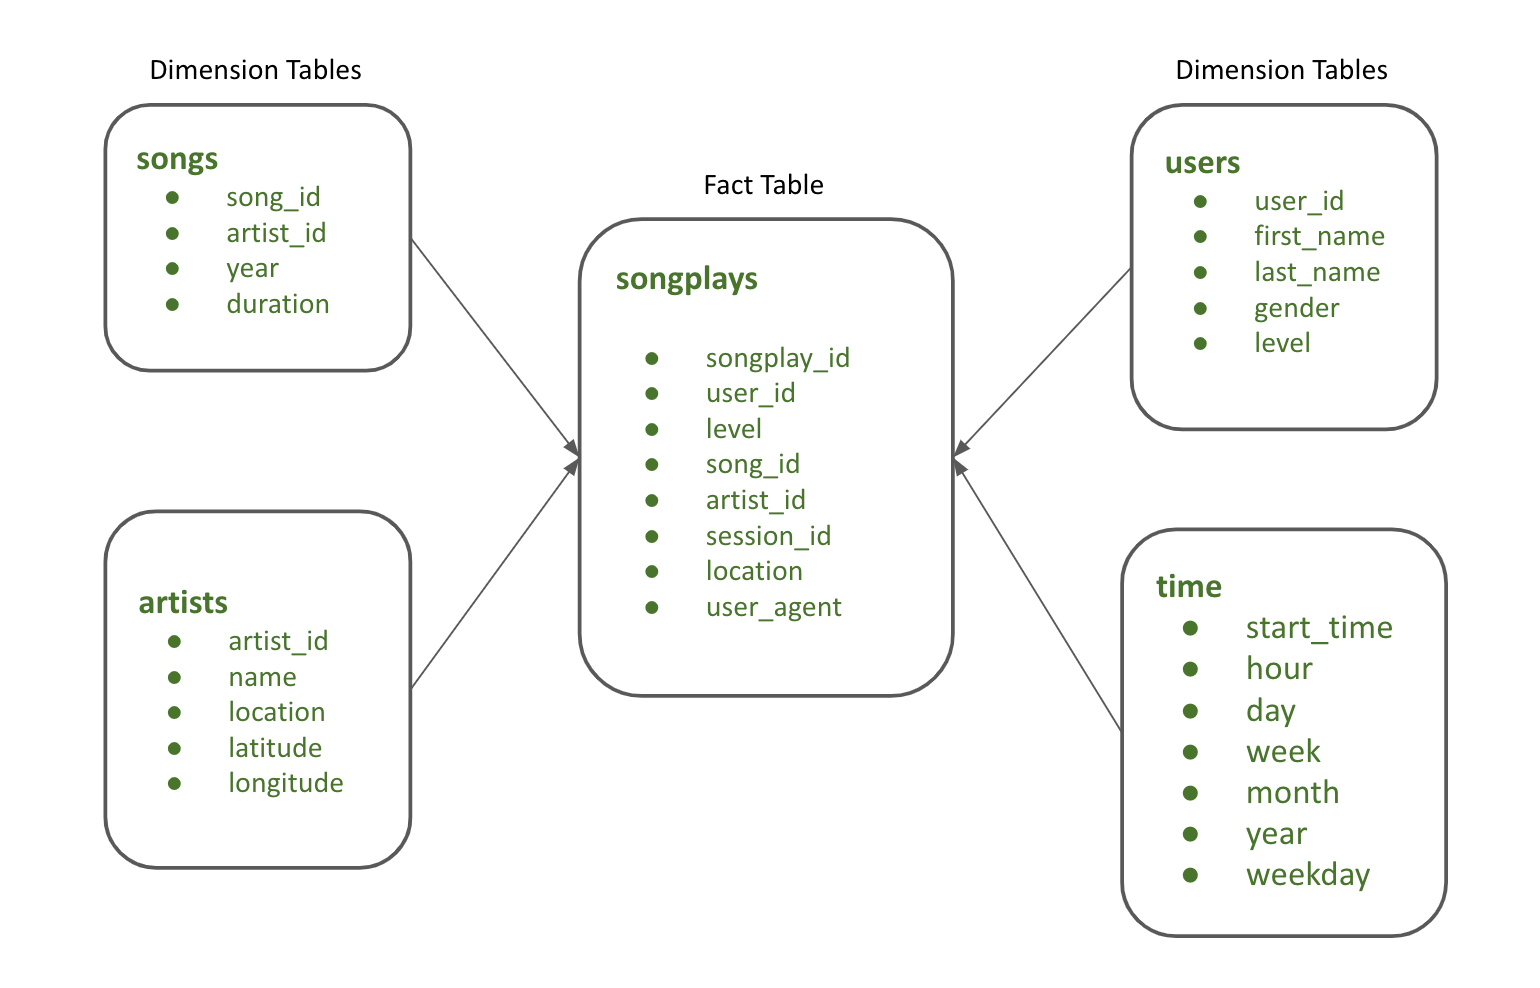 Dimension Tables
songs
● song_id
● artist_id
● year
● duration
artists
● artist_id
● name
● location
● latitude
● longitude
Fact Table
songplays
● songplay_id
● user_id
● level
● song_id
● artist_id
● session_id
● location
● user_agent
Dimension Tables
users
● user_id
● first_name
● last_name
● gender
● level
time
● start_time
● hour
● day
● week
● month
● year
● weekday